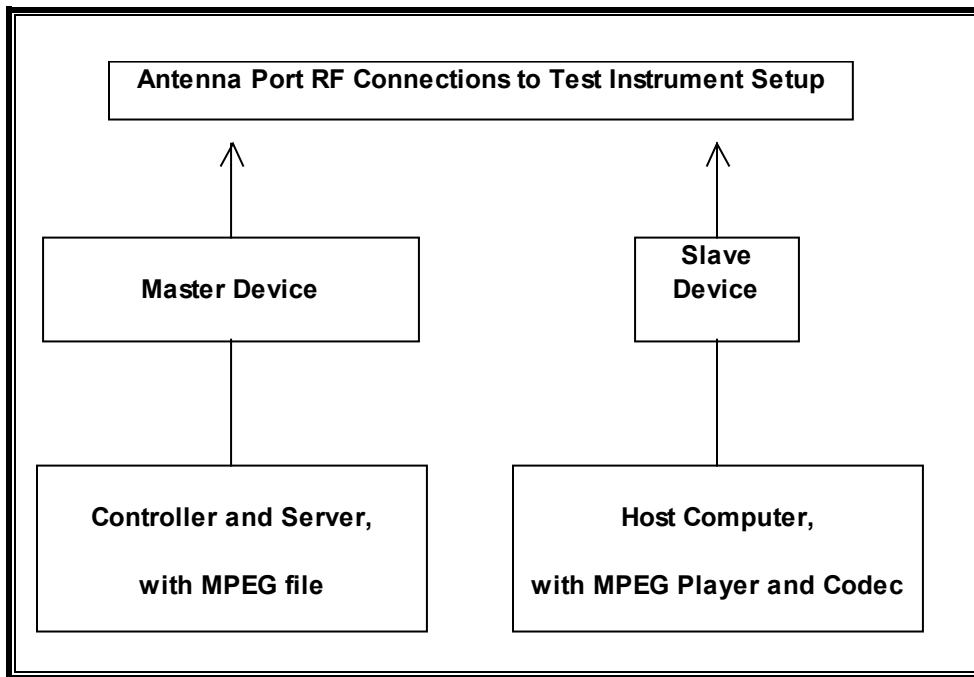 Antenna Port RF Connections to Test Instrument Setup
Master Device
Slave
Device
Controller and Server,
with MPEG file
Host Computer,
with MPEG Player and Codec